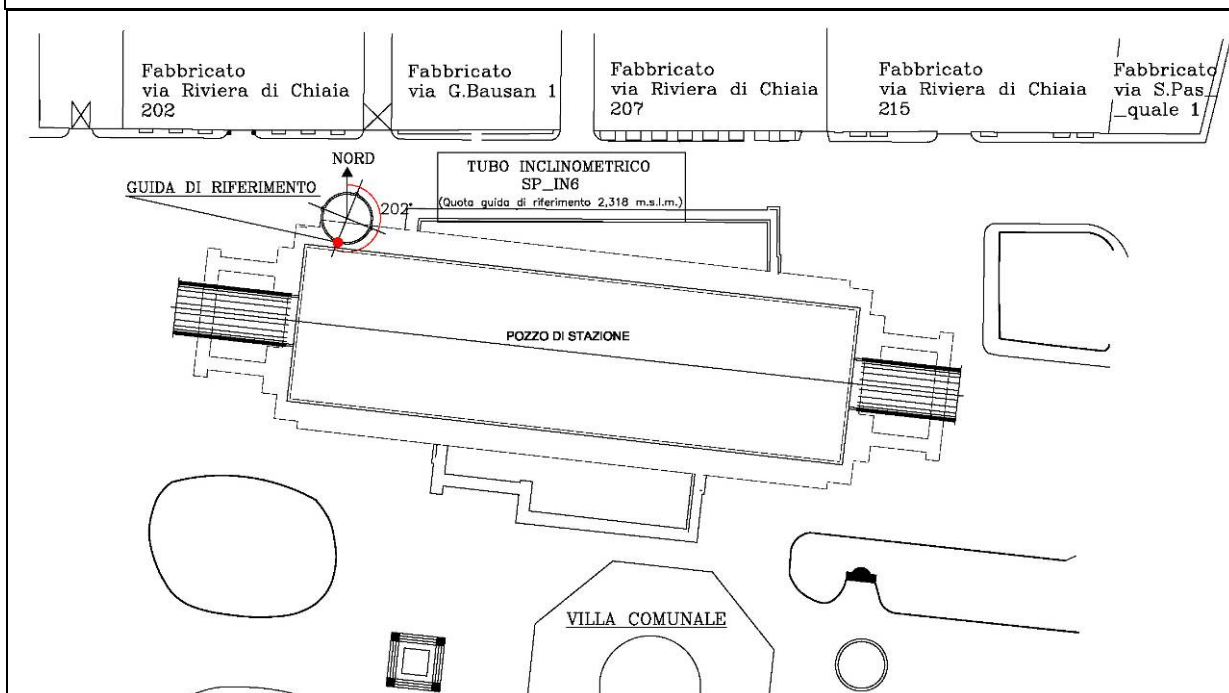 Fabbricato
via Riviera di Chiaia
202
Fabbricato
via G.Bausan 1
Fabbricato
via Riviera di Chiaia
207
Fabbricato
via Riviera di Chiaia
215
Fabbricato
via S.Pas_
_quale 1
NORD
TUBO INCLINOMETRICO
SP_IN6
(Quota guida di riferimento 2,318 m.s.l.m.)
GUIDA DI RIFERIMENTO
202°
POZZO DI STAZIONE
VILLA COMUNALE